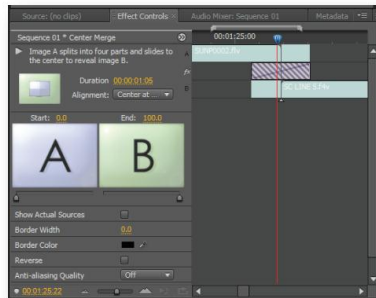 Source: (no clips) Effect Controls Audio Mixer: Sequence 01 Metadata
Sequence 01 * Center Merge
00:01:25:00
Image A splits into four parts and slides to
the center to reveal image B.
A
fx
B
Duration 00:00:01:05
Alignment: Center at ...
SC LINE 5.f4v
Start: 0.0 End: 100.0
A B
Show Actual Sources
Border Width 0.0
Border Color
Reverse
Anti-aliasing Quality Off
00:01:25:22